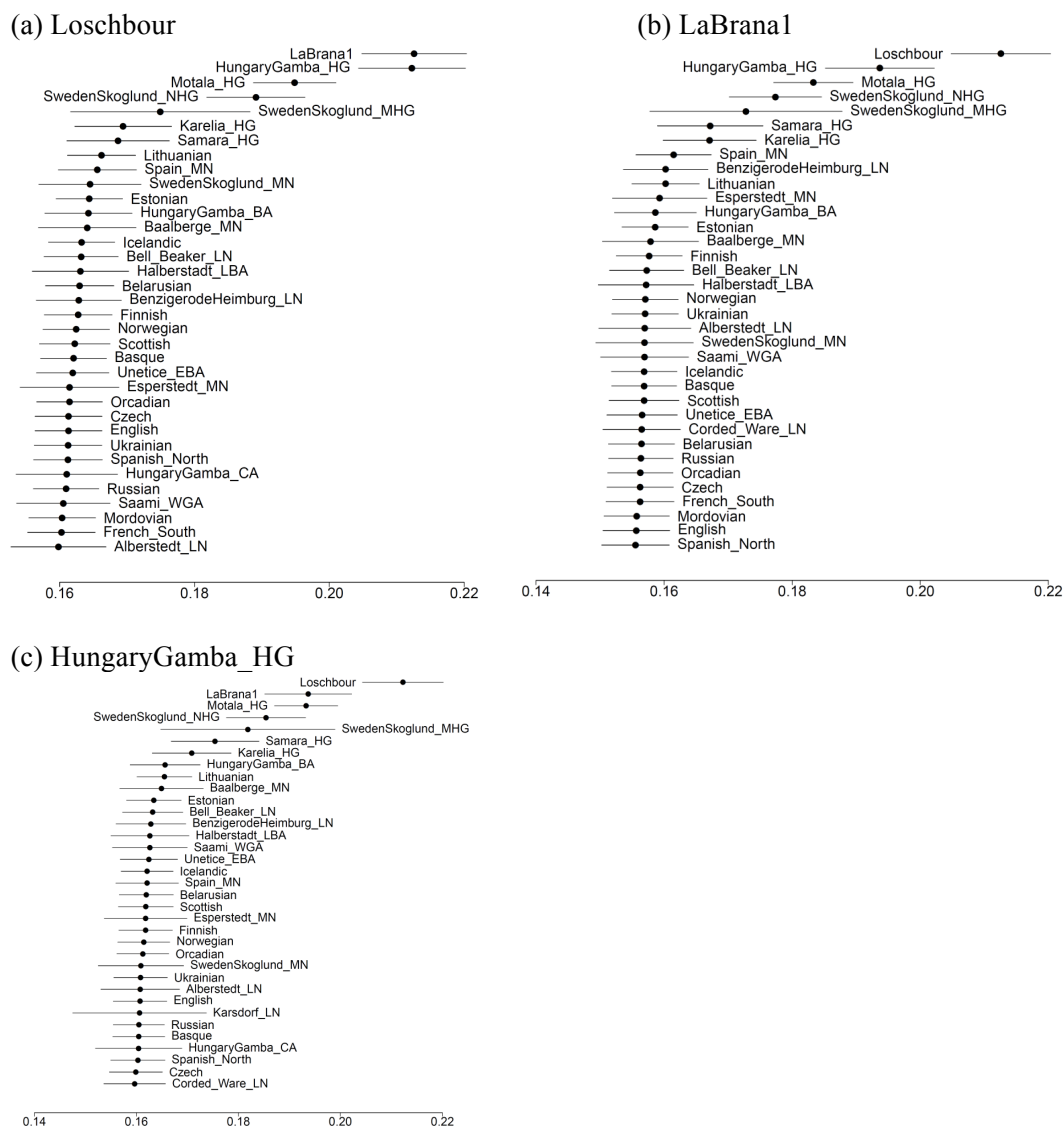 (a) Loschbour
LaBrana1
HungaryGamba_HG
Motala_HG
SwedenSkoglund_NHG
SwedenSkoglund_MHG
Karelia_HG
Samara_HG
Lithuanian
Spain_MN
SwedenSkoglund_MN
Estonian
HungaryGamba_BA
Baalberge_MN
Icelandic
Bell_Beaker_LN
Halberstadt_LBA
Belarusian
BenzigerodeHeimburg_LN
Finnish
Norwegian
Scottish
Basque
Unetice_EBA
Esperstedt_MN
Orcadian
Czech
English
Ukrainian
Spanish_North
HungaryGamba_CA
Russian
Saami_WGA
Mordovian
French_South
Alberstedt_LN
0.16 0.18 0.20 0.22
(b) LaBrana1
Loschbour
HungaryGamba_HG
Motala_HG
SwedenSkoglund_NHG
SwedenSkoglund_MHG
Samara_HG
Karelia_HG
Spain_MN
BenzigerodeHeimburg_LN
Lithuanian
Esperstedt_MN
HungaryGamba_BA
Estonian
Baalberge_MN
Finnish
Bell_Beaker_LN
Halberstadt_LBA
Norwegian
Ukrainian
Alberstedt_LN
SwedenSkoglund_MN
Saami_WGA
Icelandic
Basque
Scottish
Unetice_EBA
Corded_Ware_LN
Belarusian
Russian
Orcadian
Czech
French_South
Mordovian
English
Spanish_North
0.14 0.16 0.18 0.20 0.22
(c) HungaryGamba_HG
Loschbour
LaBrana1
Motala_HG
SwedenSkoglund_NHG
SwedenSkoglund_MHG
Samara_HG
Karelia_HG
HungaryGamba_BA
Lithuanian
Baalberge_MN
Estonian
Bell_Beaker_LN
BenzigerodeHeimburg_LN
Halberstadt_LBA
Saami_WGA
Unetice_EBA
Icelandic
Spain_MN
Belarusian
Scottish
Esperstedt_MN
Finnish
Norwegian
Orcadian
SwedenSkoglund_MN
Ukrainian
Alberstedt_LN
English
Karsdorf_LN
Russian
Basque
HungaryGamba_CA
Spanish_North
Czech
Corded_Ware_LN
0.14 0.16 0.18 0.20 0.22